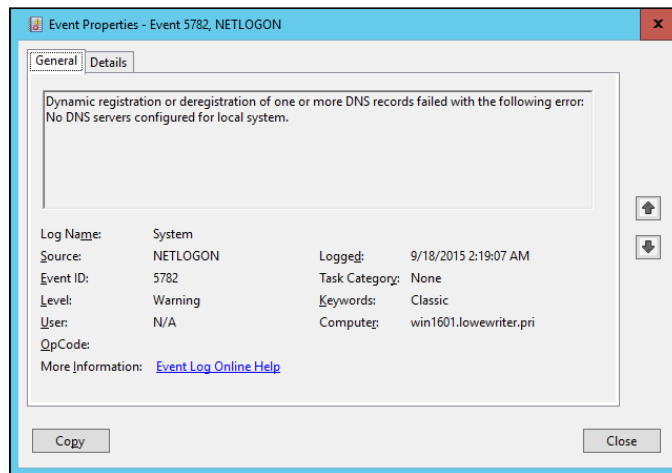 Event Properties - Event 5782, NETLOGON
x
General Details
Dynamic registration or deregistration of one or more DNS records failed with the following error:
No DNS servers configured for local system.
Log Name: System
Source: NETLOGON Logged: 9/18/2015 2:19:07 AM
Event ID: 5782 Task Category: None
Level: Warning Keywords: Classic
User: N/A Computer: win1601.lowewriter.pri
OpCode:
More Information: Event Log Online Help
Copy Close